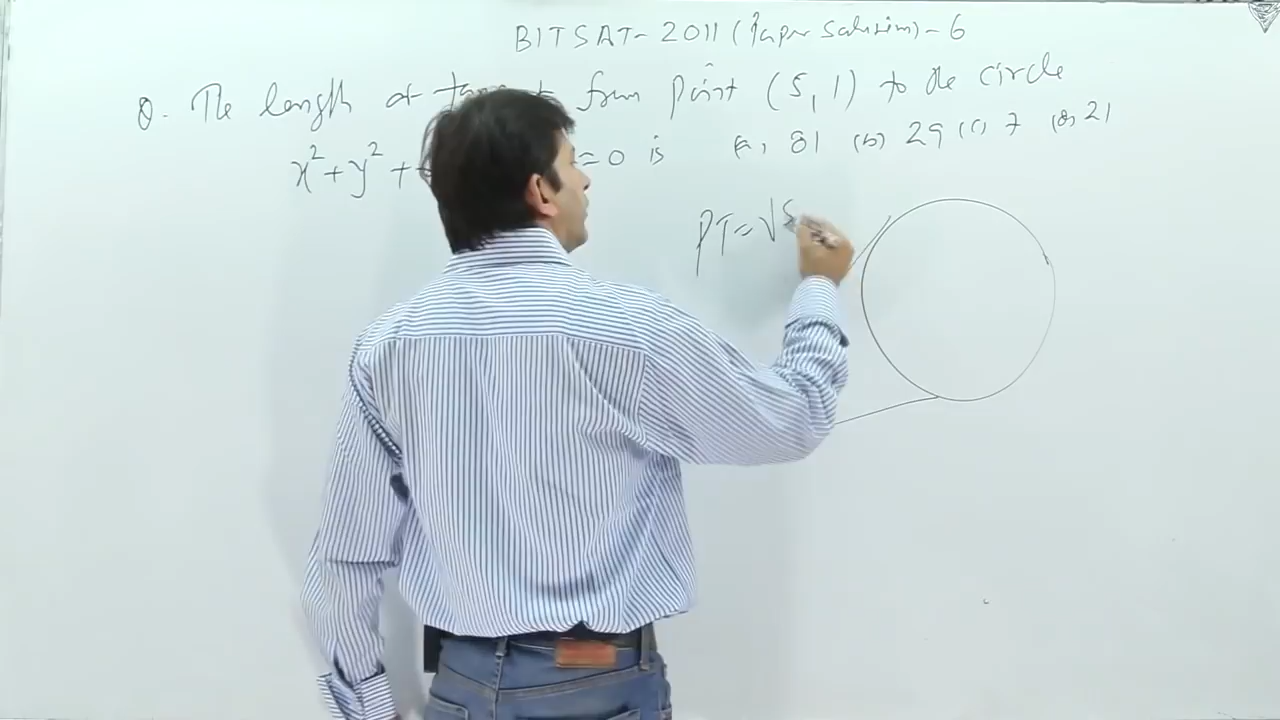 BITSAT-2011 (Paper Solution)-6
Q. The length of from point (5, 1) to the circle
x² + y² + = 0 is (a) 81 (b) 29 (c) 7 (d) 21
PT = √5